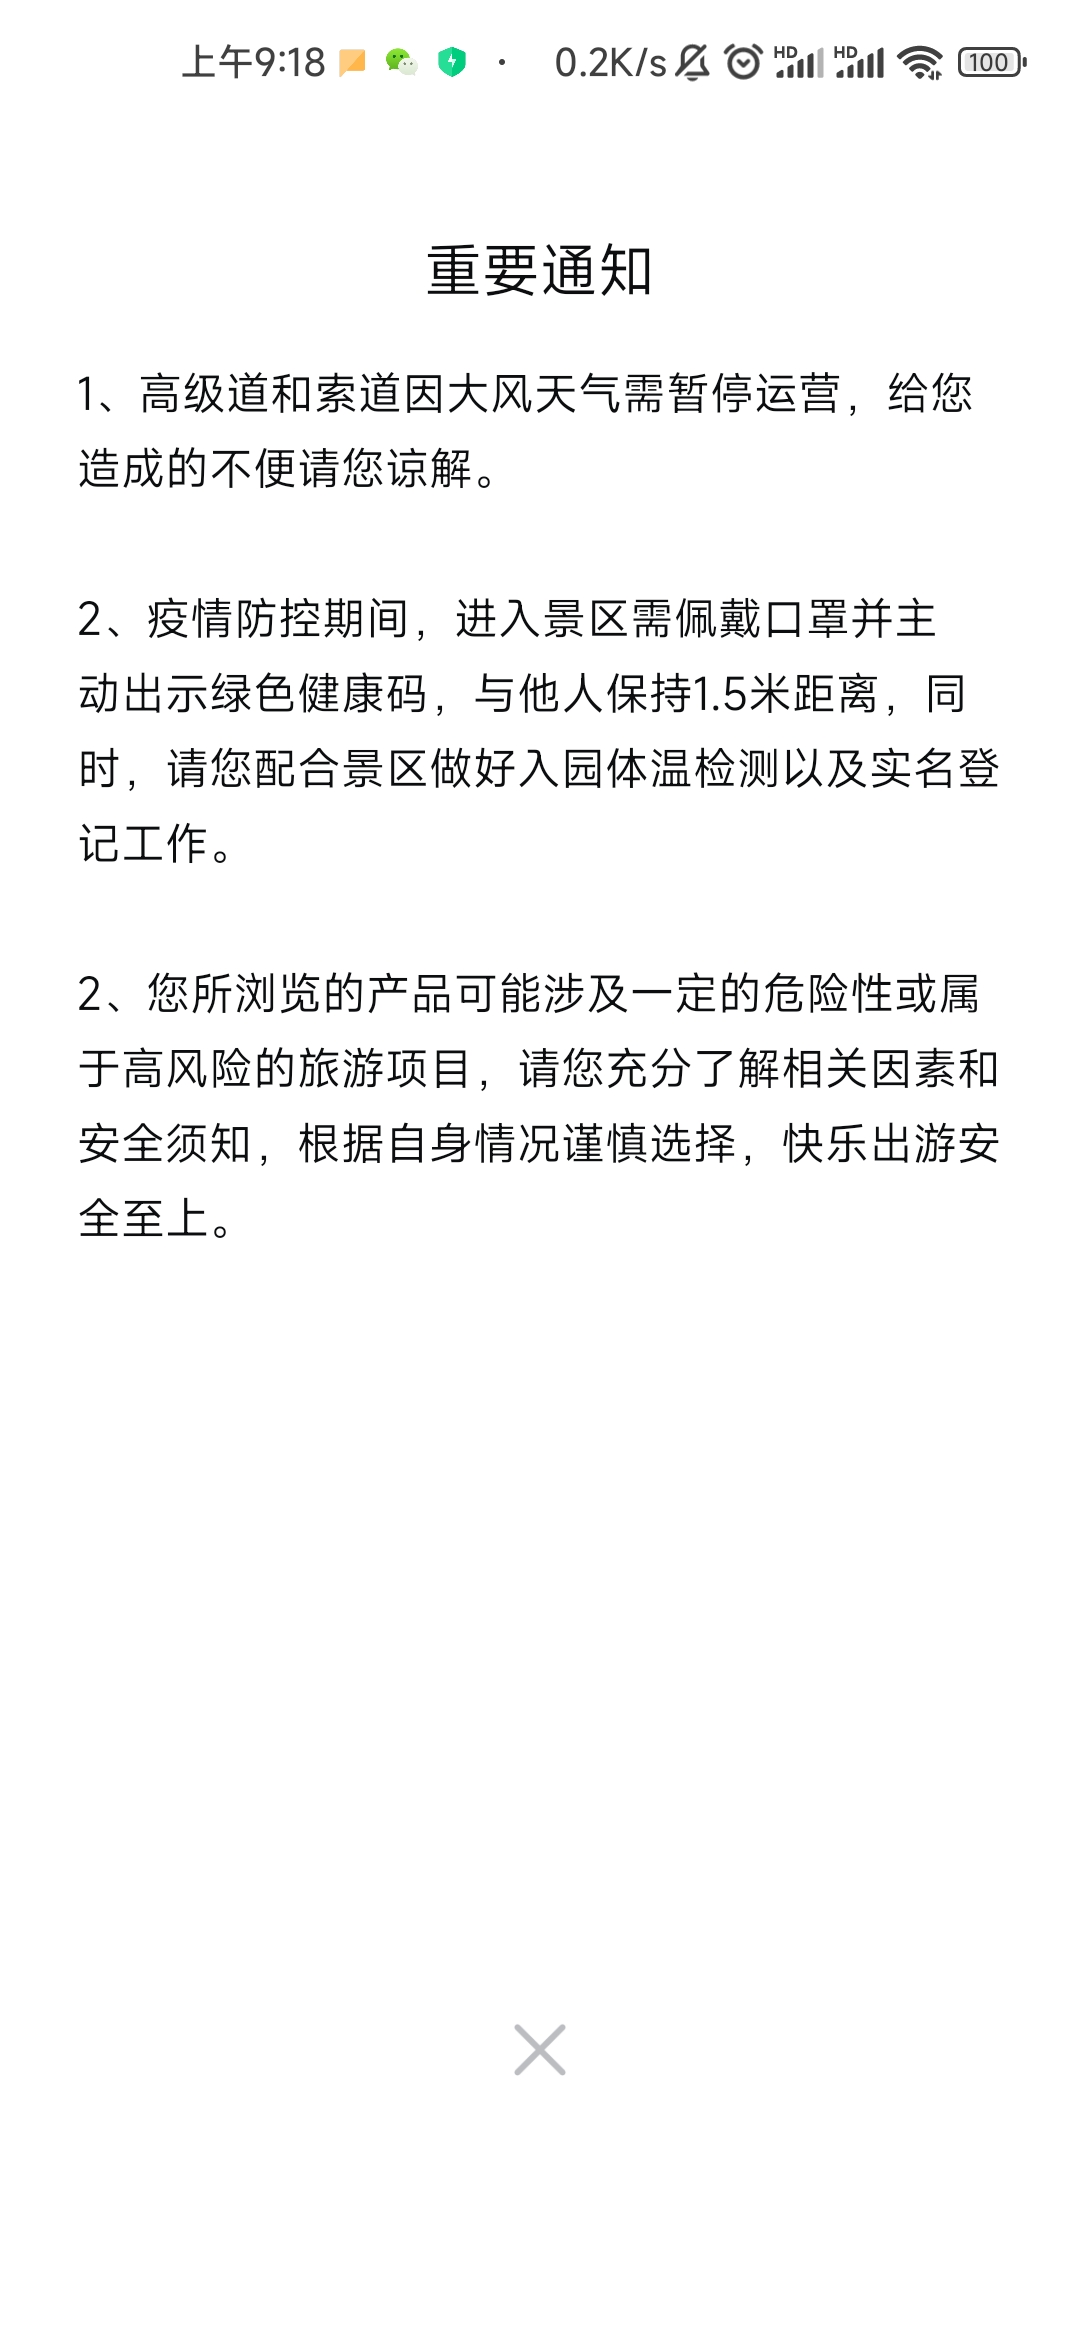 上午9:18
0.2K/s
HD
HD
100
重要通知
1、高级道和索道因大风天气需暂停运营，给您
造成的不便请您谅解。
2、疫情防控期间，进入景区需佩戴口罩并主
动出示绿色健康码，与他人保持1.5米距离，同
时，请您配合景区做好入园体温检测以及实名登
记工作。
2、您所浏览的产品可能涉及一定的危险性或属
于高风险的旅游项目，请您充分了解相关因素和
安全须知，根据自身情况谨慎选择，快乐出游安
全至上。